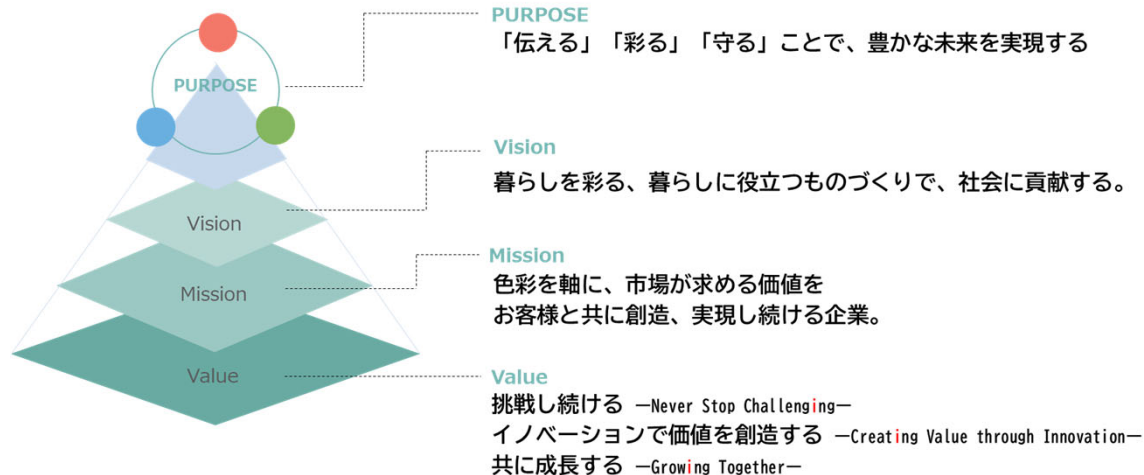 PURPOSE
「伝える」「彩る」「守る」ことで、豊かな未来を実現する
PURPOSE
Vision
暮らしを彩る、暮らしに役立つものづくりで、社会に貢献する。
Vision
Mission
色彩を軸に、市場が求める価値を
お客様と共に創造、実現し続ける企業。
Mission
Value
挑戦し続ける —Never Stop Challenging—
イノベーションで価値を創造する —Creating Value through Innovation—
共に成長する —Growing Together—
Value